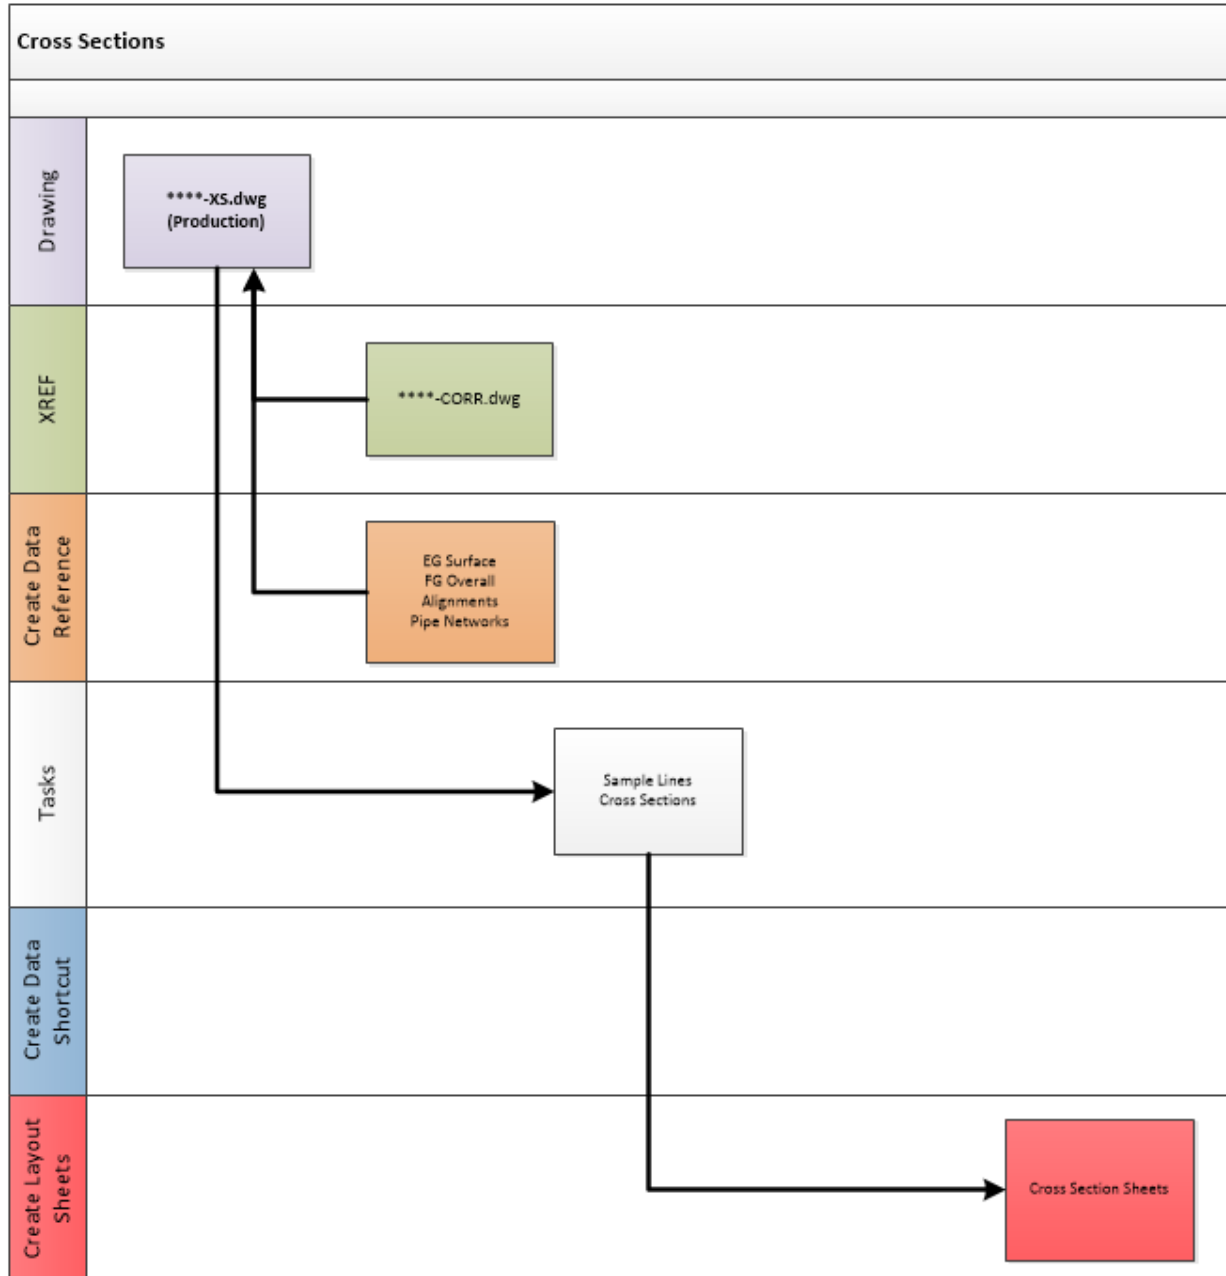 Cross Sections
Drawing
****-XS.dwg
(Production)
XREF
****-CORR.dwg
Create Data
Reference
EG Surface
FG Overall
Alignments
Pipe Networks
Tasks
Sample Lines
Cross Sections
Create Data
Shortcut
Create Layout
Sheets
Cross Section Sheets